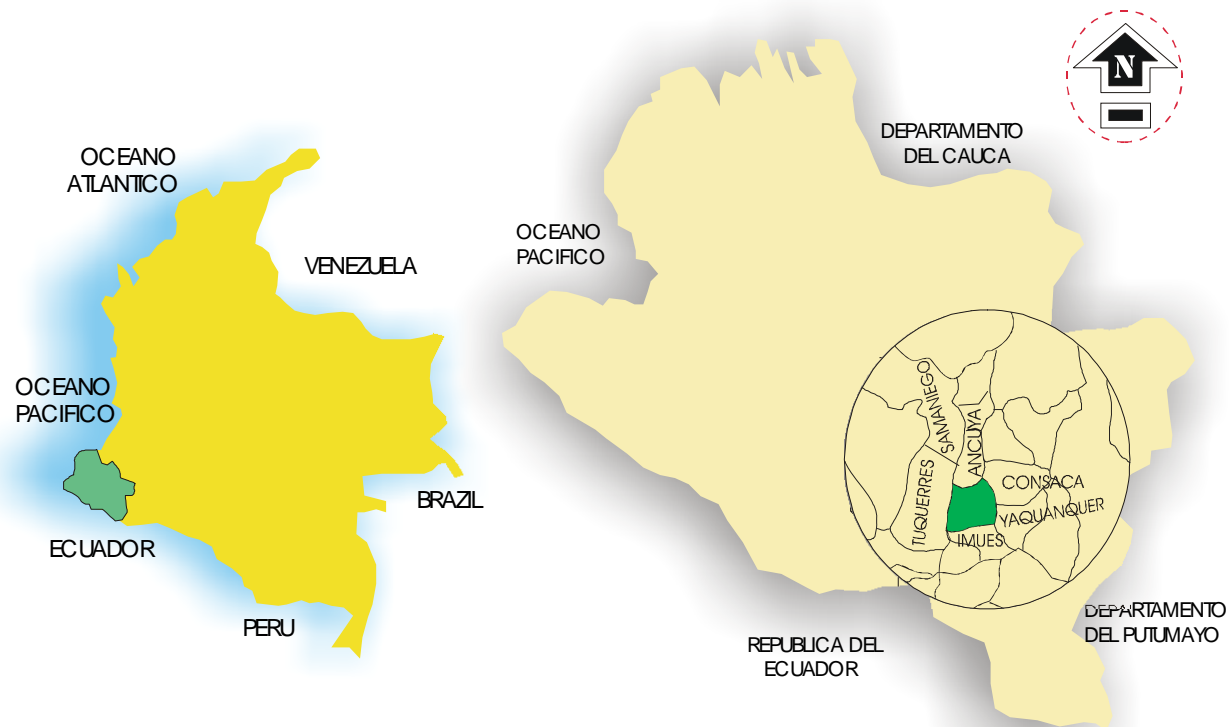 OCEANO
ATLANTICO
VENEZUELA
OCEANO
PACIFICO
BRAZIL
ECUADOR
PERU
N
DEPARTAMENTO
DEL CAUCA
OCEANO
PACIFICO
SAMANIEGO
ANCUYA
TUQUERRES
CONSACA
YAQUANQUER
IMUES
DEPARTAMENTO
DEL PUTUMAYO
REPUBLICA DEL
ECUADOR